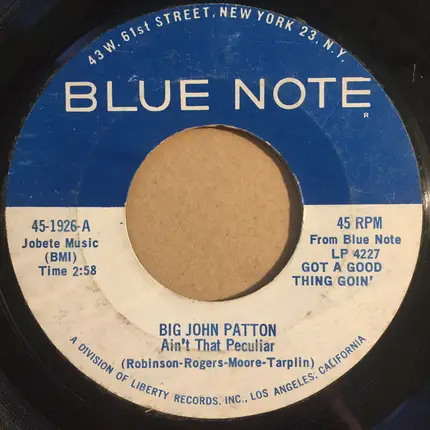 43 W. 61st STREET, NEW YORK 23, N.Y.
BLUE NOTE
R
45-1926-A
Jobete Music
(BMI)
Time 2:58
45 RPM
From Blue Note
LP 4227
GOT A GOOD
THING GOIN'
BIG JOHN PATTON
Ain't That Peculiar
(Robinson-Rogers-Moore-Tarplin)
A DIVISION OF LIBERTY RECORDS, INC., LOS ANGELES, CALIFORNIA